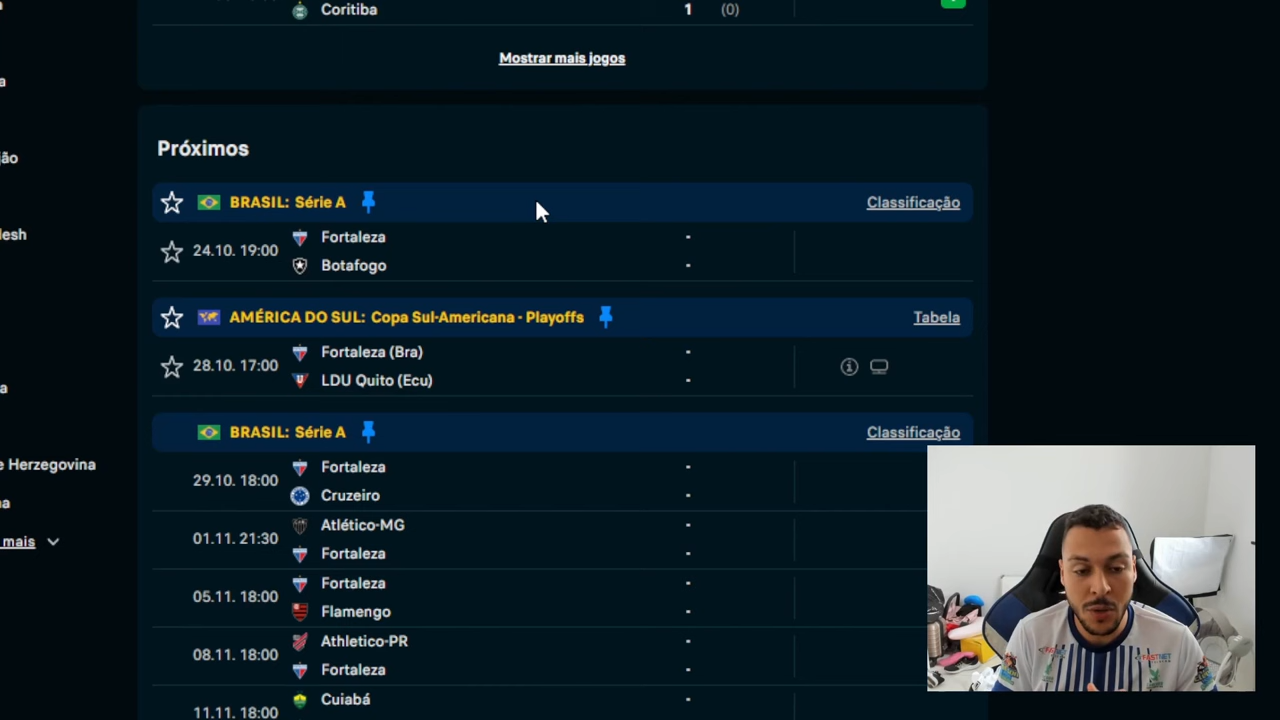 Coritiba 1 (0)
Mostrar mais jogos
Próximos
BRASIL: Série A Classificação
24.10. 19:00 Fortaleza -
Botafogo -
AMÉRICA DO SUL: Copa Sul-Americana - Playoffs Tabela
28.10. 17:00 Fortaleza (Bra) -
LDU Quito (Ecu) -
BRASIL: Série A Classificação
29.10. 18:00 Fortaleza -
Cruzeiro -
01.11. 21:30 Atlético-MG -
Fortaleza -
05.11. 18:00 Fortaleza -
Flamengo -
08.11. 18:00 Athletico-PR -
Fortaleza -
11.11. 18:00 Cuiabá -
jão
desh
e Herzegovina
mais
FASTNET